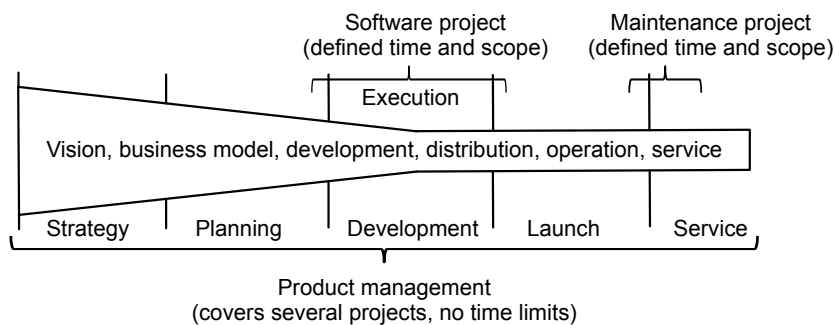 Software project
(defined time and scope)
Maintenance project
(defined time and scope)
Execution
Vision, business model, development, distribution, operation, service
Strategy
Planning
Development
Launch
Service
Product management
(covers several projects, no time limits)